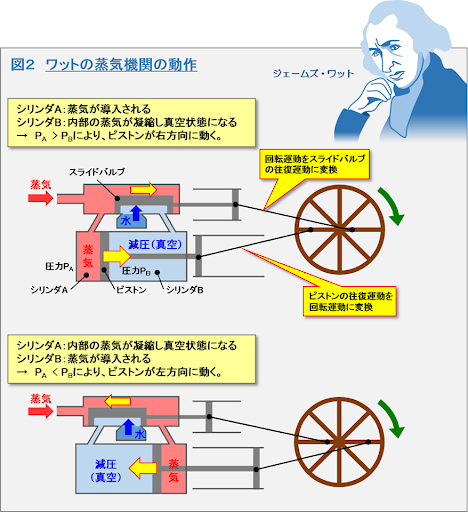 図2 ワットの蒸気機関の動作
ジェームズ・ワット
シリンダA:蒸気が導入される
シリンダB:内部の蒸気が凝縮し真空状態になる
→ PA >PBにより、ピストンが右方向に動く。
回転運動をスライドバルブ
の往復運動に変換
スライドバルブ
蒸気
水
蒸気
減圧(真空)
圧力PA
圧力PB
シリンダA
ピストン
シリンダB
ピストンの往復運動を
回転運動に変換
シリンダA:内部の蒸気が凝縮し真空状態になる
シリンダB:蒸気が導入される
→ PA <PBにより、ピストンが左方向に動く。
蒸気
水
減圧
(真空)
蒸気